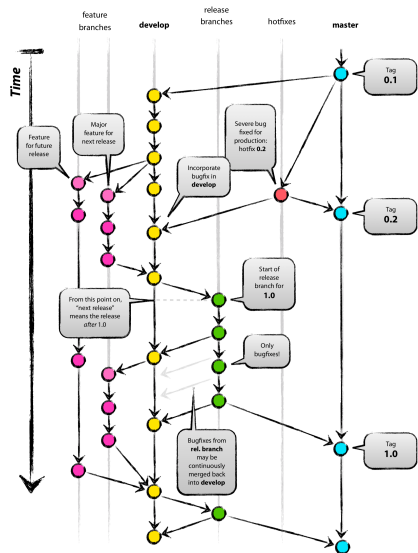 feature
branches
develop
release
branches
hotfixes
master
Time
Tag
0.1
Feature
for future
release
Major
feature for
next release
Severe bug
fixed for
production:
hotfix 0.2
Incorporate
bugfix in
develop
Tag
0.2
Start of
release
branch for
1.0
From this point on,
"next release"
means the release
after 1.0
Only
bugfixes!
Bugfixes from
rel. branch
may be
continuously
merged back
into develop
Tag
1.0